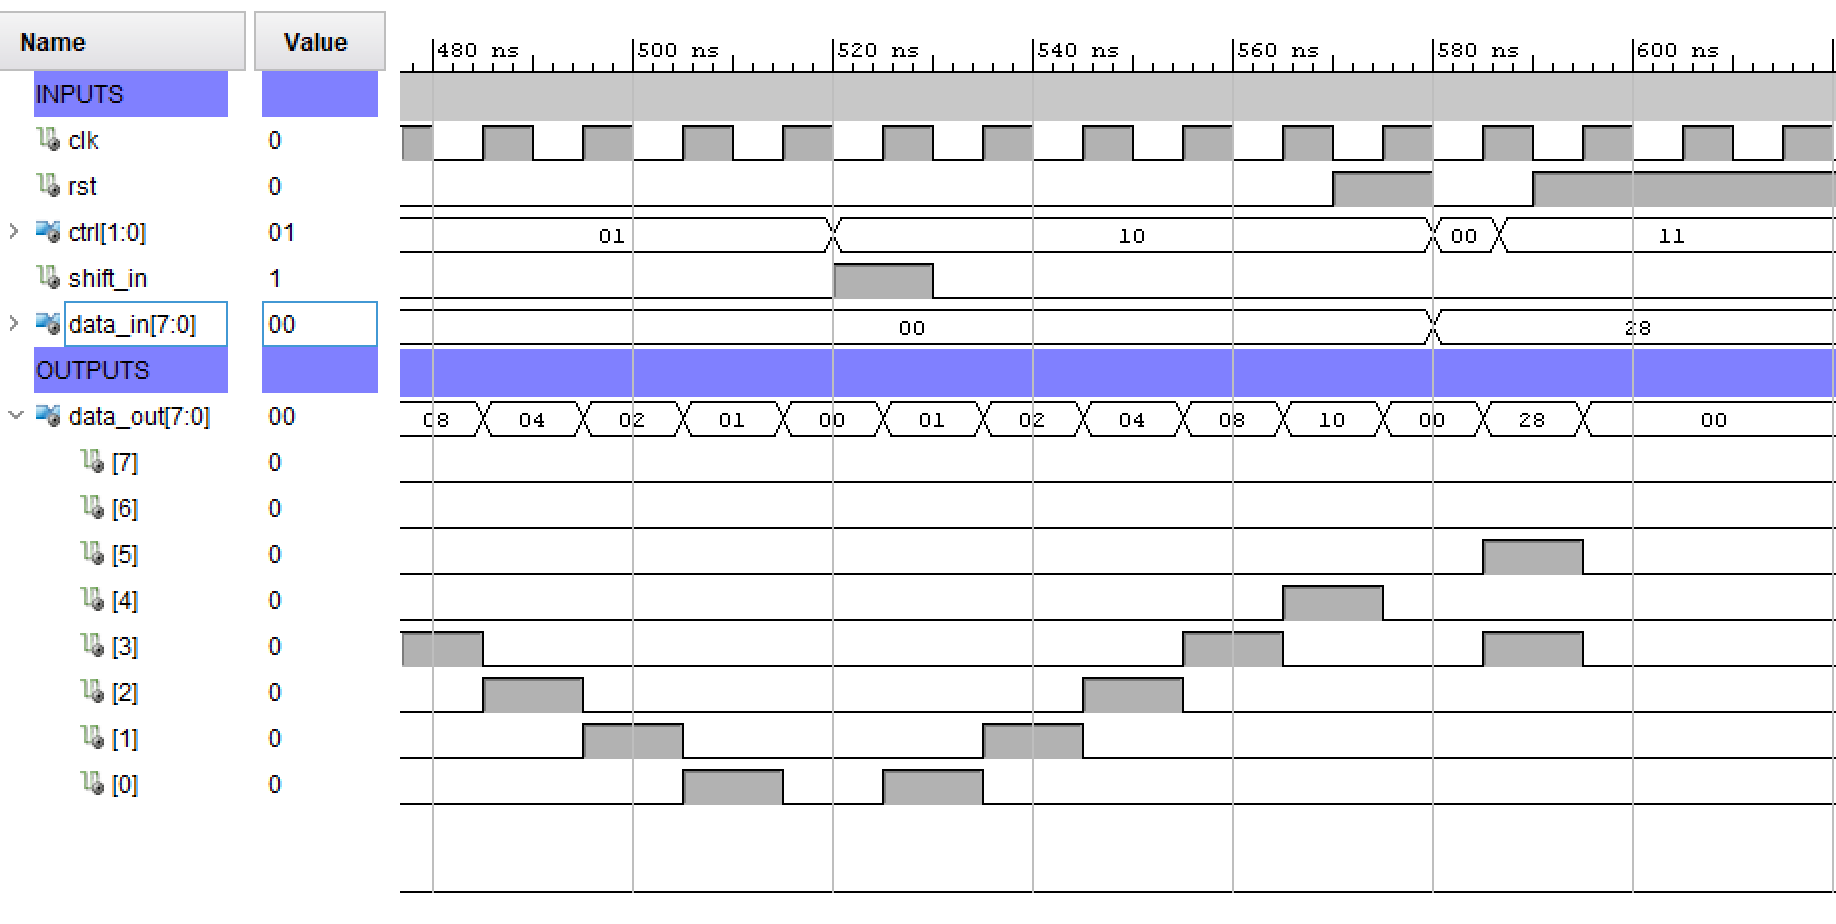 Name Value 480 ns 500 ns 520 ns 540 ns 560 ns 580 ns 600 ns
INPUTS
clk 0
rst 0
ctrl[1:0] 01 01 10 00 11
shift_in 1
data_in[7:0] 00 00 28
OUTPUTS
data_out[7:0] 00 08 04 02 01 00 01 02 04 08 10 00 28 00
[7] 0
[6] 0
[5] 0
[4] 0
[3] 0
[2] 0
[1] 0
[0] 0